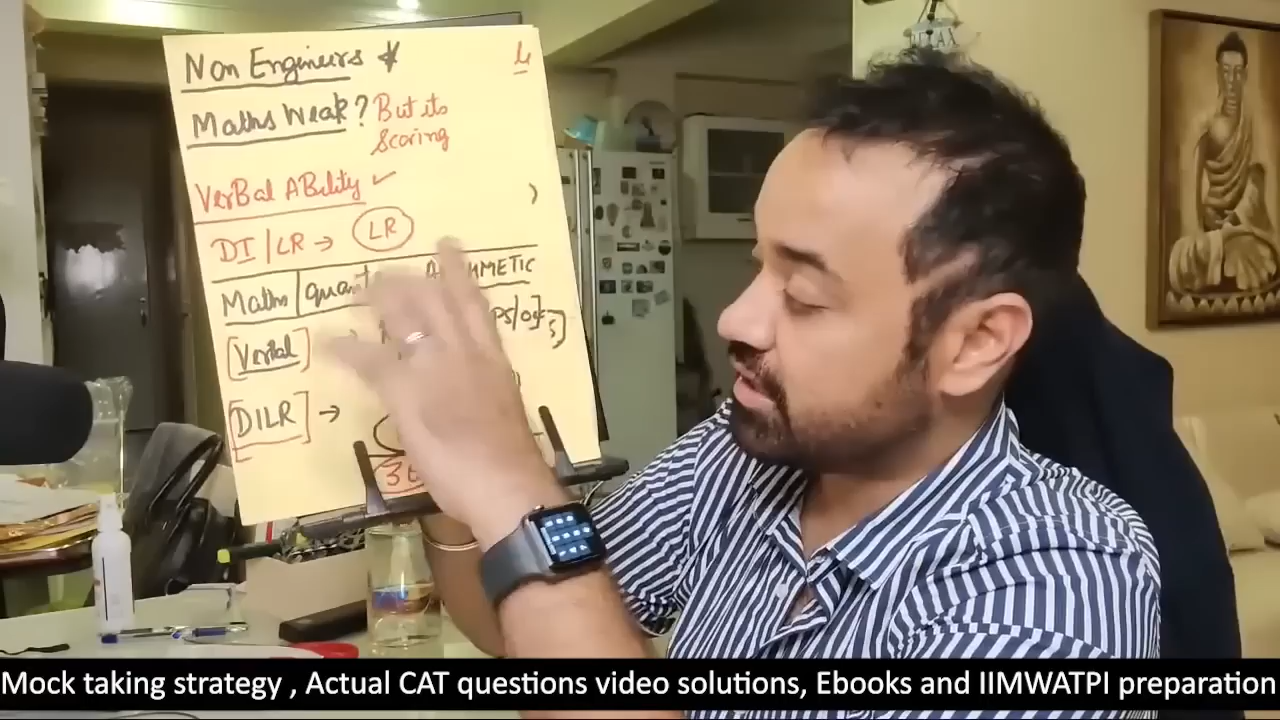 Non Engineers *
Maths Weak? But its
Scoring
VerBal ABility ✓
DI/LR → LR
Maths quant
[Verbal]
[DILR] →
Mock taking strategy , Actual CAT questions video solutions, Ebooks and IIMWATPI preparation